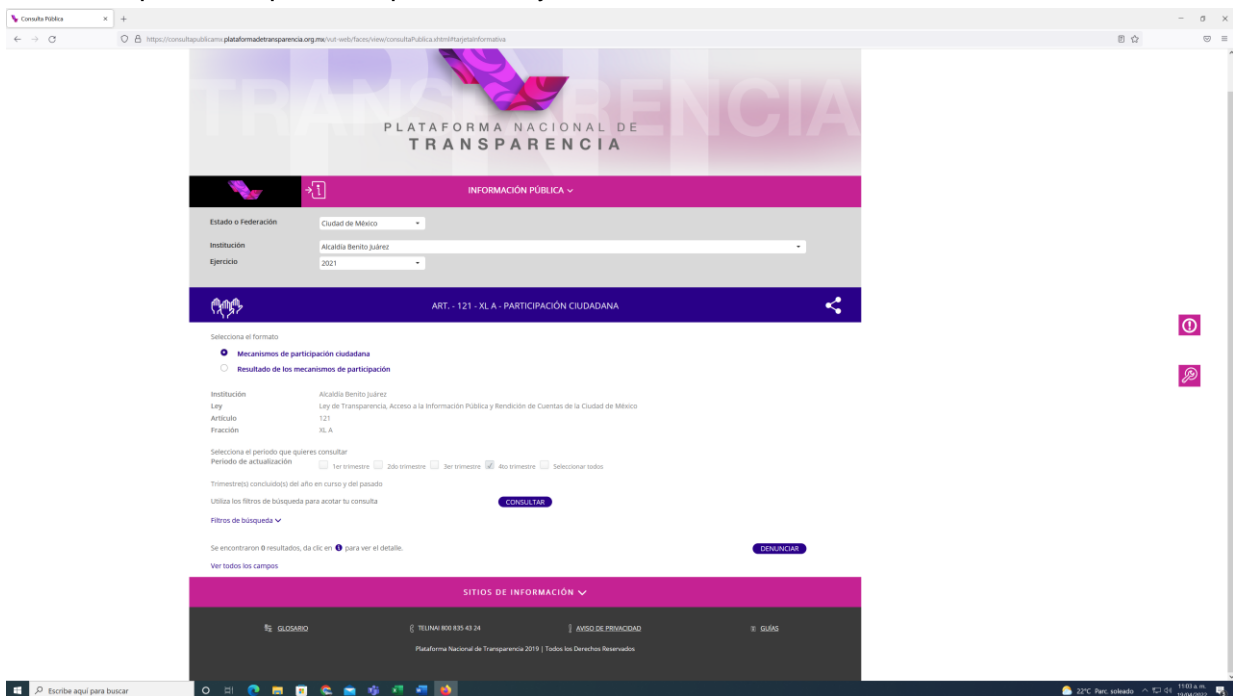 Consulta Pública
https://consultapublicamx.plataformadetransparencia.org.mx/vut-web/faces/view/consultaPublica.xhtml#tarjetaInformativa
TRANSPARENCIA
PLATAFORMA NACIONAL DE
TRANSPARENCIA
INFORMACIÓN PÚBLICA
Estado o Federación Ciudad de México
Institución Alcaldía Benito Juárez
Ejercicio 2021
ART. - 121 - XL A - PARTICIPACIÓN CIUDADANA
Selecciona el formato
Mecanismos de participación ciudadana
Resultado de los mecanismos de participación
Institución Alcaldía Benito Juárez
Ley Ley de Transparencia, Acceso a la Información Pública y Rendición de Cuentas de la Ciudad de México
Artículo 121
Fracción XL A
Selecciona el periodo que quieres consultar
Periodo de actualización 1er trimestre 2do trimestre 3er trimestre 4to trimestre Seleccionar todos
Trimestre(s) concluido(s) del año en curso y del pasado
Utiliza los filtros de búsqueda para acotar tu consulta CONSULTAR
Filtros de búsqueda
Se encontraron 0 resultados, da clic en i para ver el detalle. DENUNCIAR
Ver todos los campos
SITIOS DE INFORMACIÓN
GLOSARIO TELINAI 800 835 43 24 AVISO DE PRIVACIDAD GUÍAS
Plataforma Nacional de Transparencia 2019 | Todos los Derechos Reservados
Escribe aquí para buscar 22°C Parc. soleado 11:03 a.m.
19/04/2022